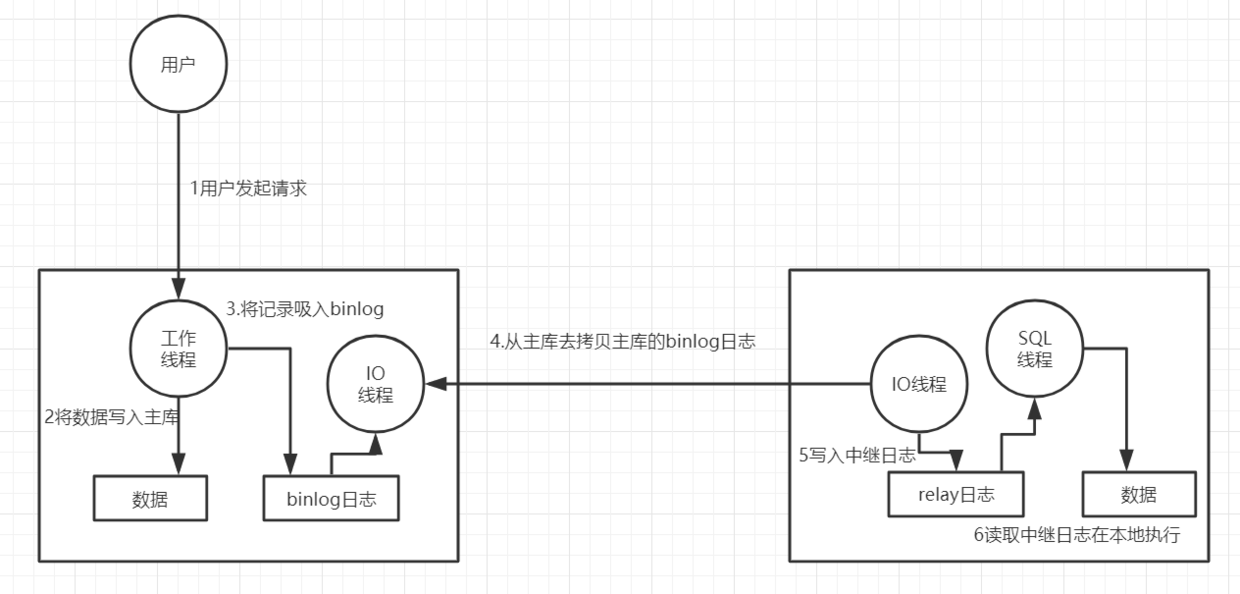 用户
1用户发起请求
3.将记录吸入binlog
工作
线程
IO
线程
2将数据写入主库
数据
binlog日志
4.从主库去拷贝主库的binlog日志
IO线程
SQL
线程
5写入中继日志
relay日志
数据
6读取中继日志在本地执行